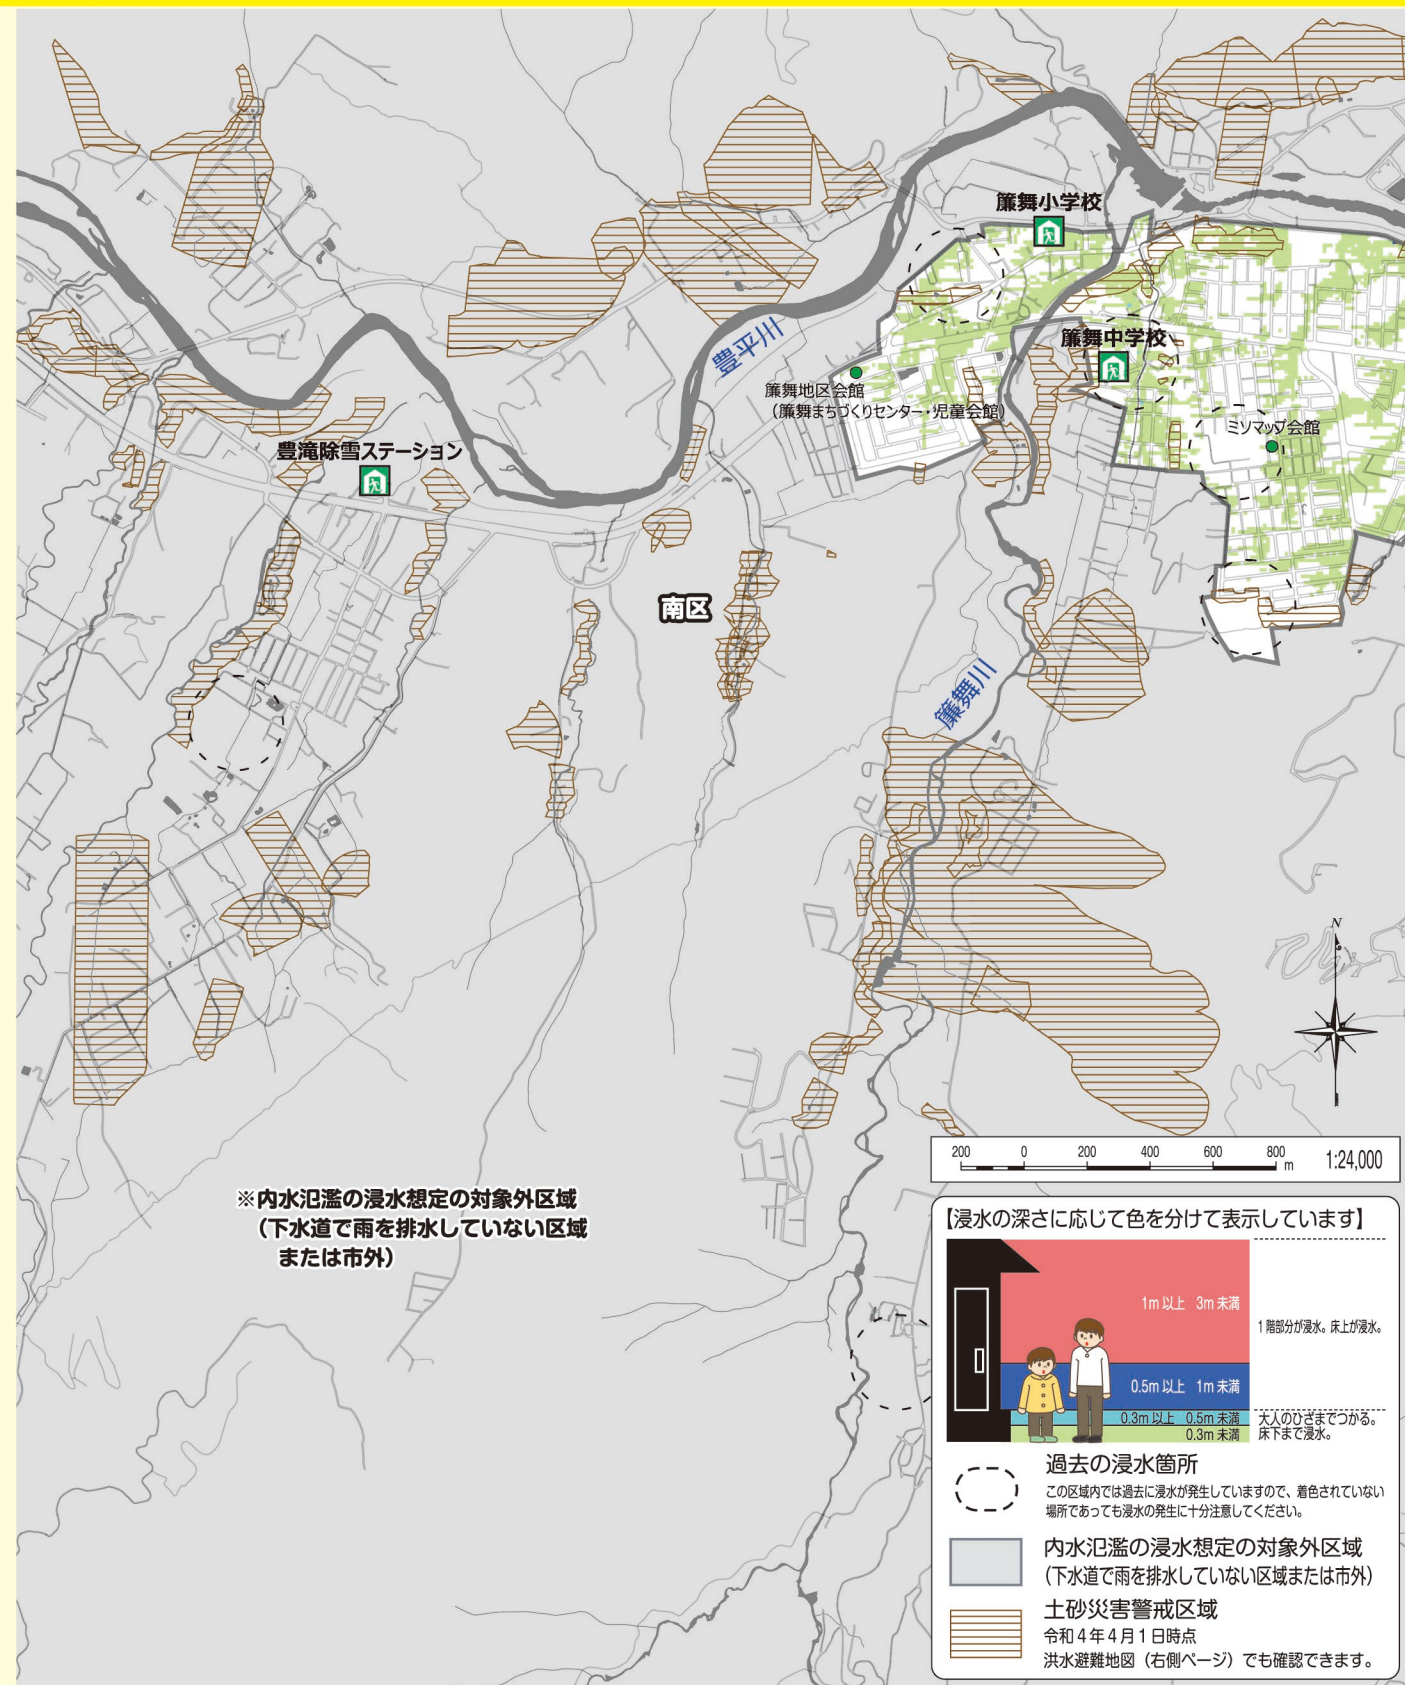 簾舞小学校
豊平川
簾舞中学校
簾舞地区会館
（簾舞まちづくりセンター・児童会館）
ミソマップ会館
豊滝除雪ステーション
南区
簾舞川
N
200 0 200 400 600 800 m 1:24,000
※内水氾濫の浸水想定の対象外区域
（下水道で雨を排水していない区域
または市外）
【浸水の深さに応じて色を分けて表示しています】
1m以上 3m未満
1階部分が浸水。床上が浸水。
0.5m以上 1m未満
0.3m以上 0.5m未満
0.3m未満
大人のひざまでつかる。
床下まで浸水。
過去の浸水箇所
この区域内では過去に浸水が発生していますので、着色されていない
場所であっても浸水の発生に十分注意してください。
内水氾濫の浸水想定の対象外区域
（下水道で雨を排水していない区域または市外）
土砂災害警戒区域
令和4年4月1日時点
洪水避難地図（右側ページ）でも確認できます。